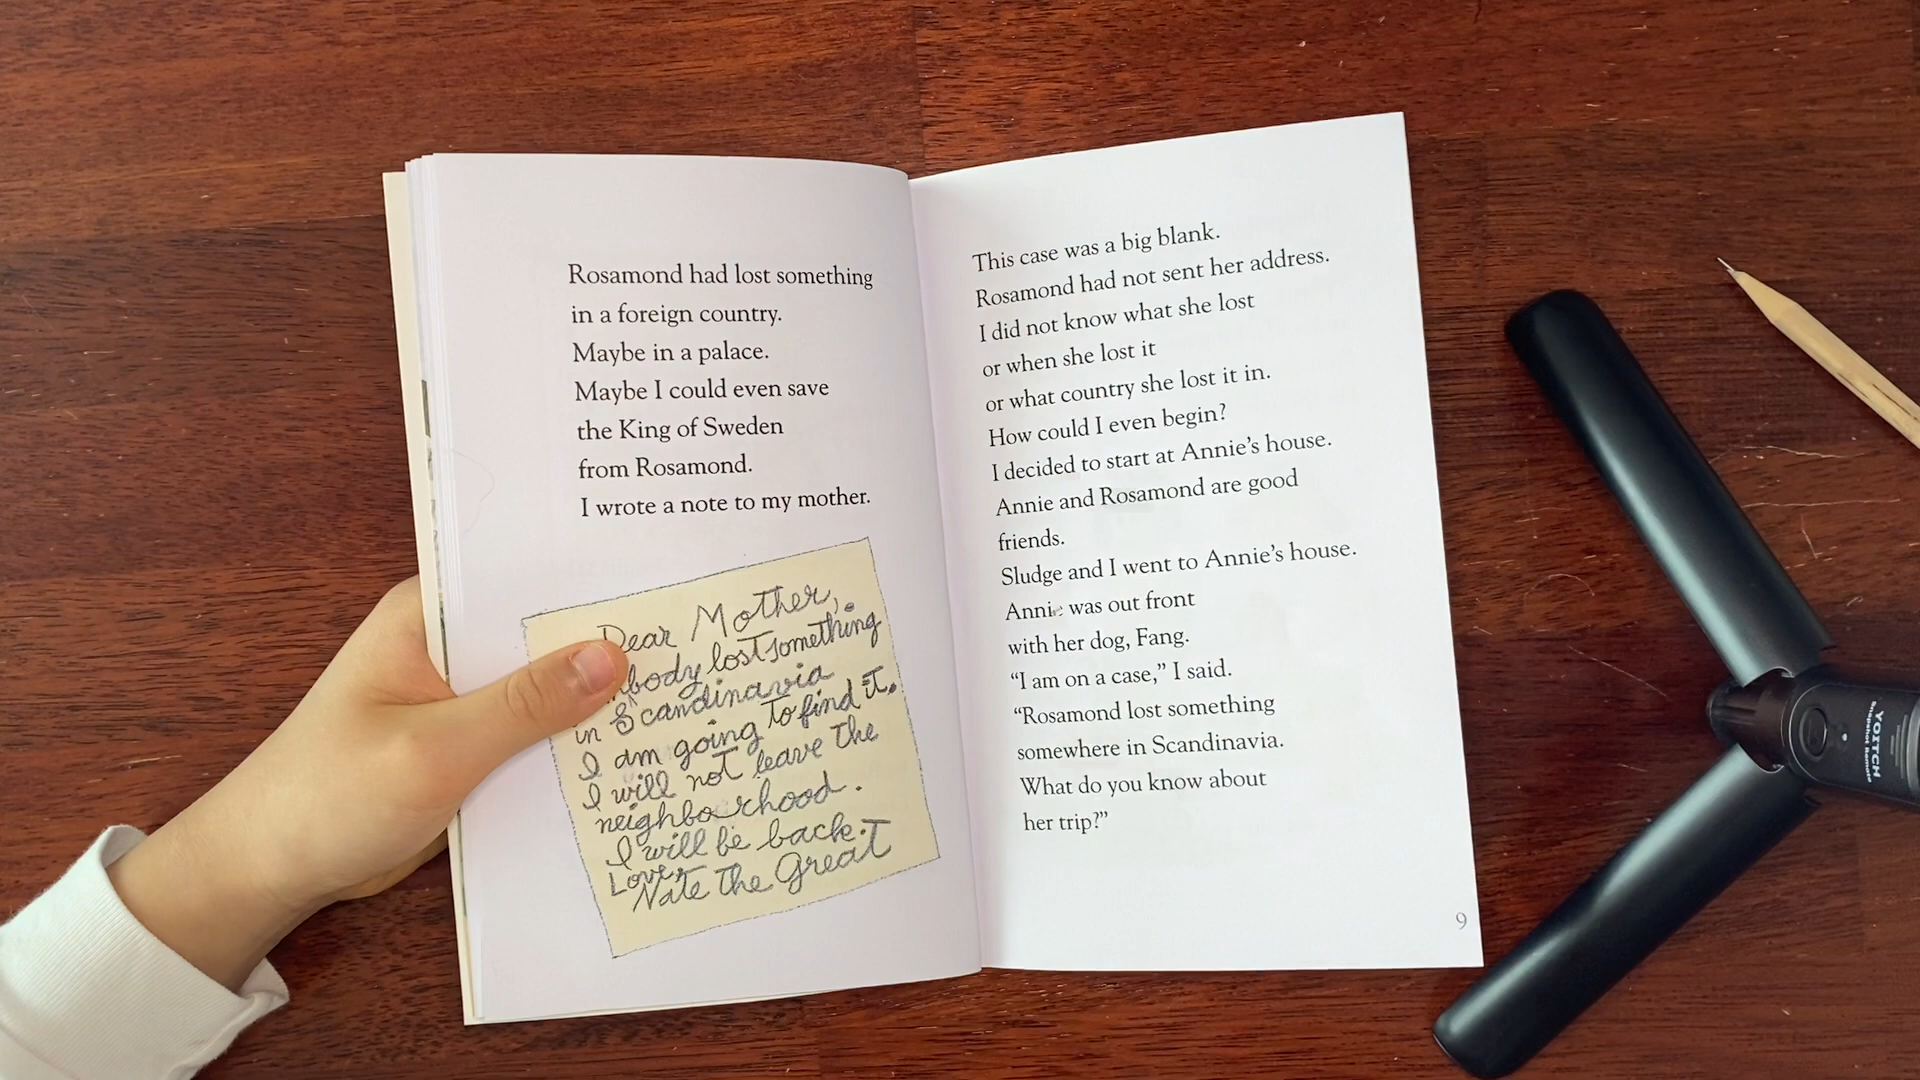 Rosamond had lost something
in a foreign country.
Maybe in a palace.
Maybe I could even save
the King of Sweden
from Rosamond.
I wrote a note to my mother.
Dear Mother,
body lost something
in Scandinavia
I am going to find it.
I will not leave the
neighbourhood.
I will be back.
Love,
Nate the Great
This case was a big blank.
Rosamond had not sent her address.
I did not know what she lost
or when she lost it
or what country she lost it in.
How could I even begin?
I decided to start at Annie's house.
Annie and Rosamond are good
friends.
Sludge and I went to Annie's house.
Annie was out front
with her dog, Fang.
“I am on a case,” I said.
“Rosamond lost something
somewhere in Scandinavia.
What do you know about
her trip?”
9
YOITCH
Snapshot Remote